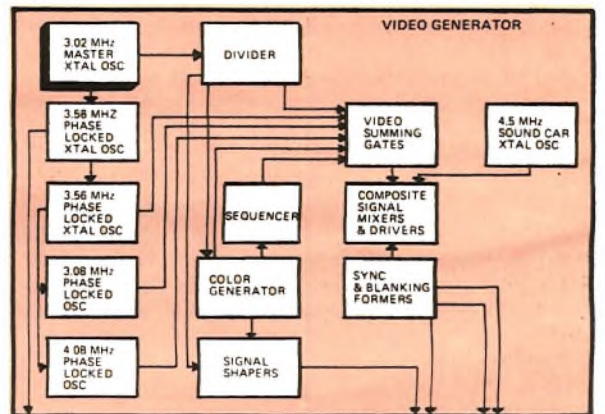 VIDEO GENERATOR
3.02 MHz
MASTER
XTAL OSC
DIVIDER
3.58 MHZ
PHASE
LOCKED
XTAL OSC
VIDEO
SUMMING
GATES
4.5 MHz
SOUND CAR
XTAL OSC
3.56 MHz
PHASE
LOCKED
XTAL OSC
SEQUENCER
COMPOSITE
SIGNAL
MIXERS
& DRIVERS
3.08 MHz
PHASE
LOCKED
OSC
COLOR
GENERATOR
SYNC
& BLANKING
FORMERS
4.08 MHz
PHASE
LOCKED
OSC
SIGNAL
SHAPERS